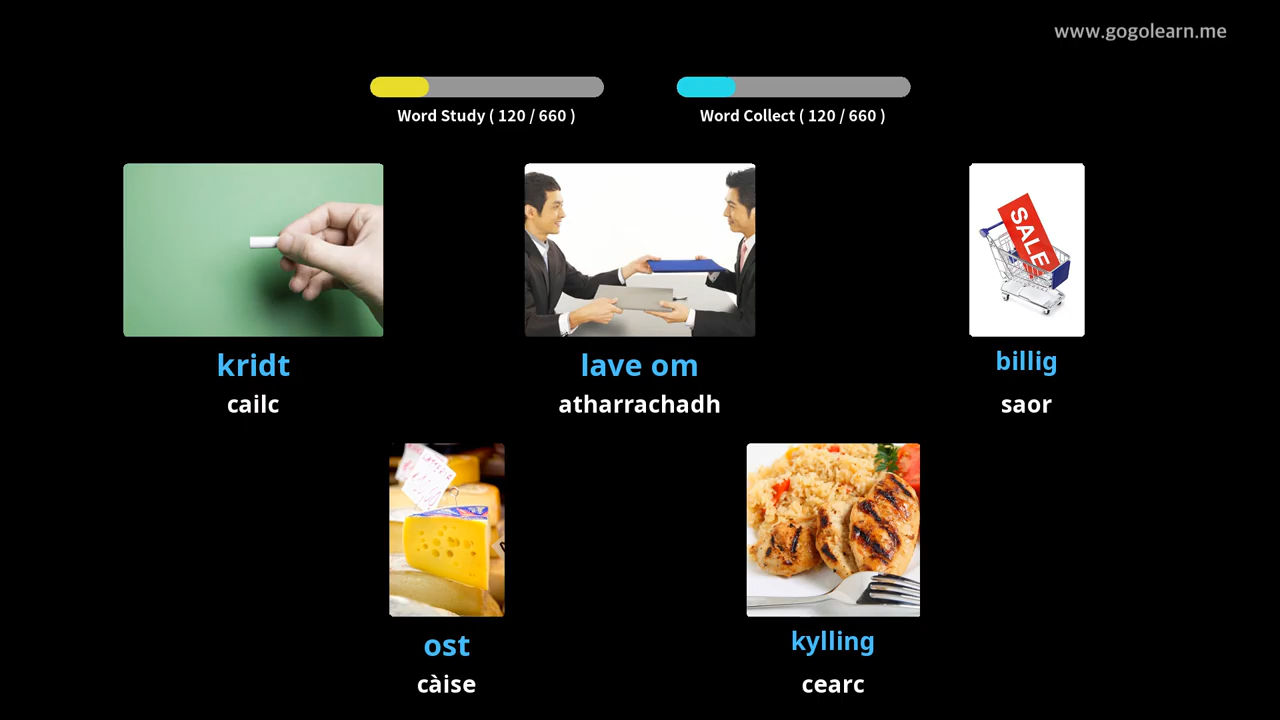 www.gogolearn.me
Word Study ( 120 / 660 )
Word Collect ( 120 / 660 )
SALE
kridt
lave om
billig
cailc
atharrachadh
saor
ost
kylling
càise
cearc